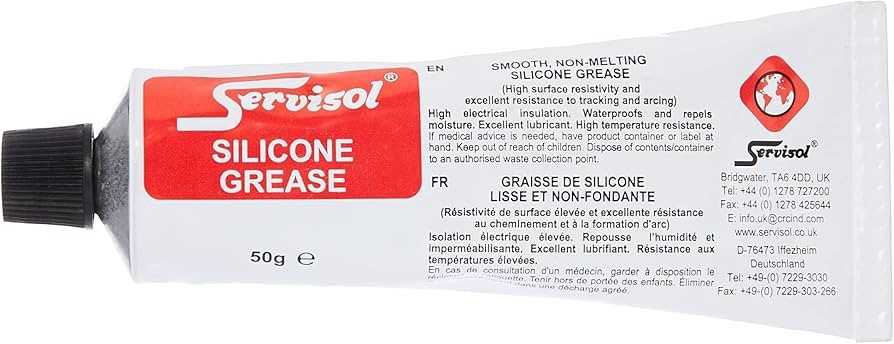 Servisol®
SILICONE
GREASE
50g ℮
EN
SMOOTH, NON-MELTING
SILICONE GREASE
(High surface resistivity and
excellent resistance to tracking and arcing)
High electrical insulation. Waterproofs and repels
moisture. Excellent lubricant. High temperature resistance.
If medical advice is needed, have product container or label at
hand. Keep out of reach of children. Dispose of contents/container
to an authorised waste collection point.
FR
GRAISSE DE SILICONE
LISSE ET NON-FONDANTE
(Résistivité de surface élevée et excellente résistance
au cheminement et à la formation d'arc)
Isolation électrique élevée. Repousse l'humidité et
imperméabilisante. Excellent lubrifiant. Résistance aux
températures élevées.
En cas de consultation d'un médecin, garder à disposition le
étiquette. Tenir hors de portée des enfants. Éliminer
dans une décharge agréé.
Servisol®
Bridgwater, TA6 4DD, UK
Tel: +44 (0) 1278 727200
Fax: +44 (0) 1278 425644
E: info.uk@crcind.com
www.servisol.co.uk
D-76473 Iffezheim
Deutschland
Tel: +49-(0) 7229-3030
Fax: +49-(0) 7229-303-266